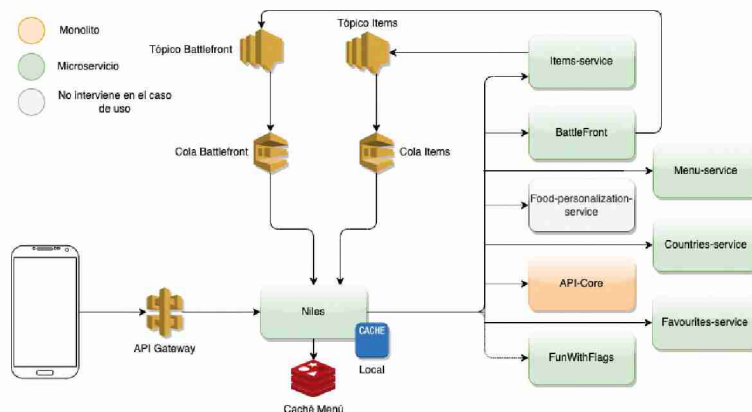 Monolito
Microservicio
No interviene en el caso
de uso
Tópico Battlefront
Tópico Items
Cola Battlefront
Cola Items
Items-service
BattleFront
Menu-service
Food-personalization-
service
Countries-service
API-Core
Favourites-service
FunWithFlags
API Gateway
Niles
CACHE
Local
Caché Menú